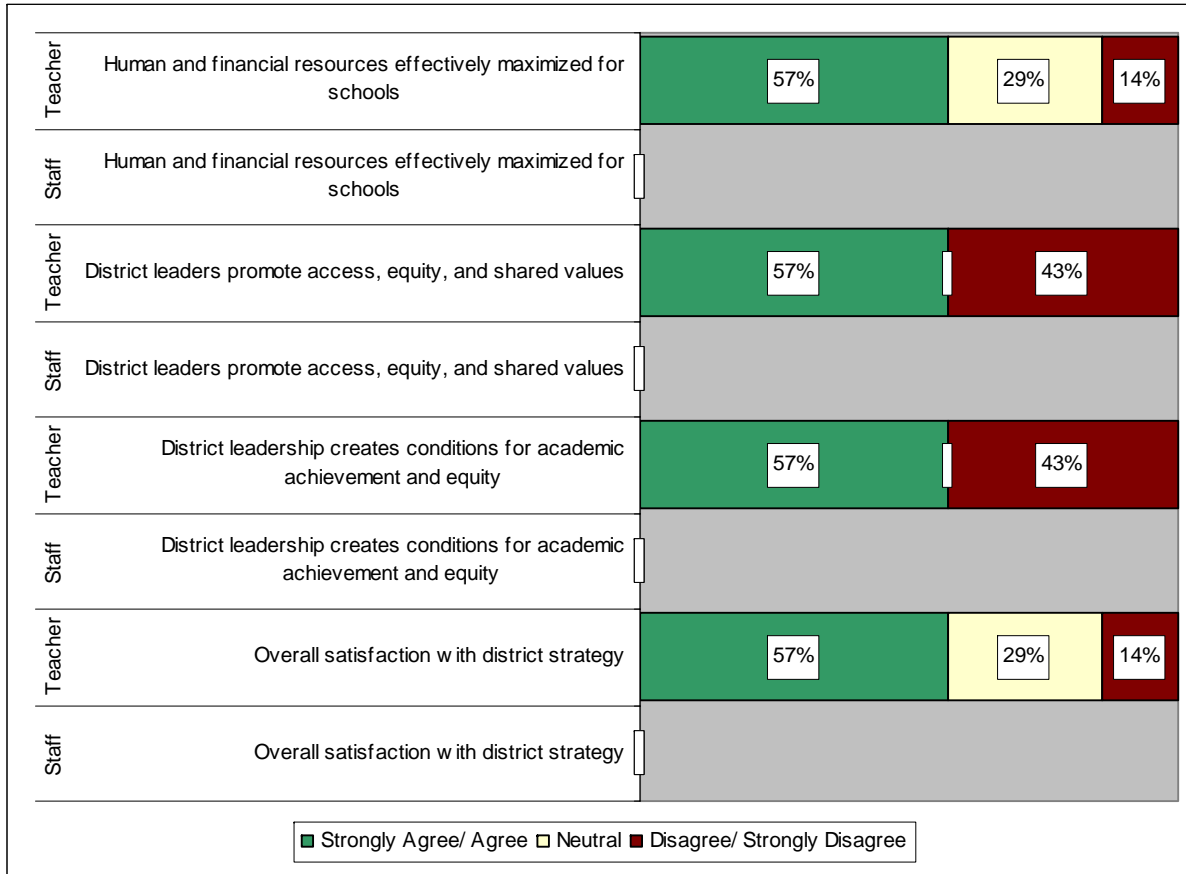 Teacher
Human and financial resources effectively maximized for
schools
57%
29%
14%
Staff
Human and financial resources effectively maximized for
schools
Teacher
District leaders promote access, equity, and shared values
57%
43%
Staff
District leaders promote access, equity, and shared values
Teacher
District leadership creates conditions for academic
achievement and equity
57%
43%
Staff
District leadership creates conditions for academic
achievement and equity
Teacher
Overall satisfaction with district strategy
57%
29%
14%
Staff
Overall satisfaction with district strategy
Strongly Agree/ Agree
Neutral
Disagree/ Strongly Disagree